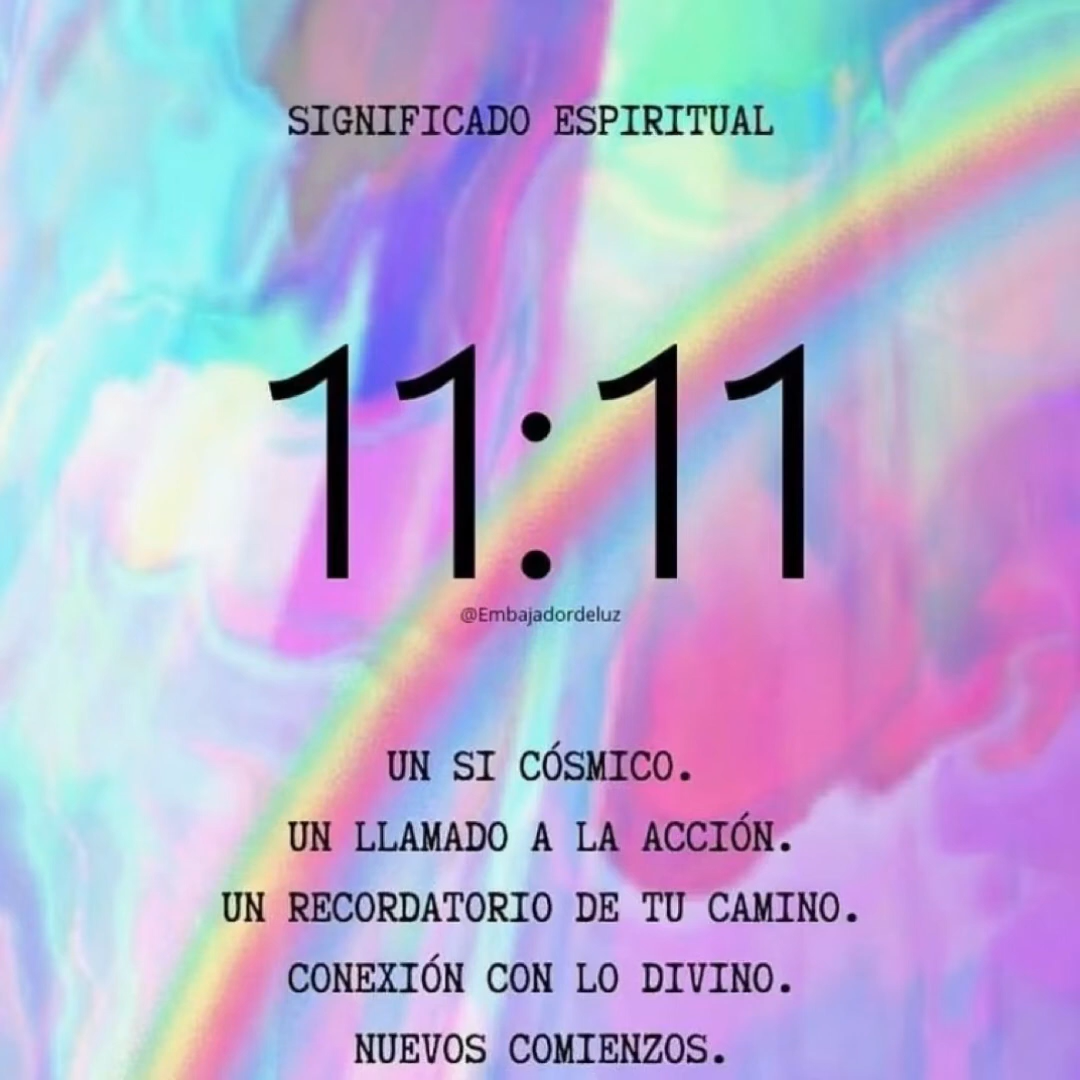 SIGNIFICADO ESPIRITUAL
11:11
@Embajadordeluz
UN SI CÓSMICO.
UN LLAMADO A LA ACCIÓN.
UN RECORDATORIO DE TU CAMINO.
CONEXIÓN CON LO DIVINO.
NUEVOS COMIENZOS.